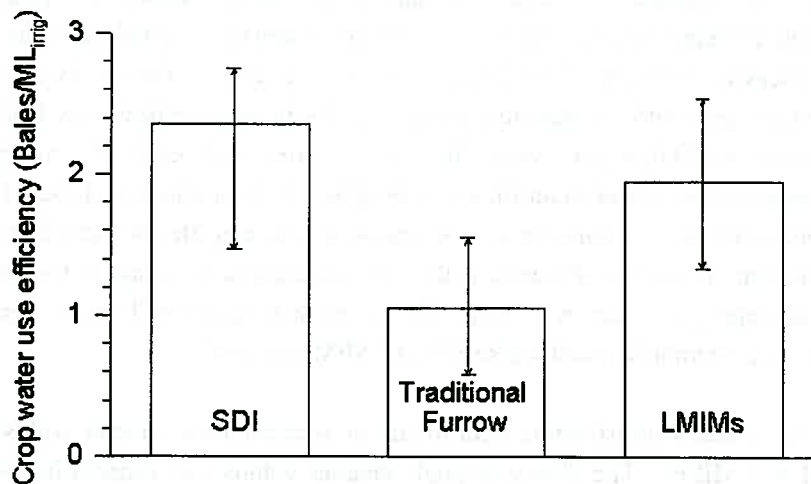 Crop water use efficiency (Bales/ML_irrig)
3
2
1
0
SDI
Traditional
Furrow
LMIMs